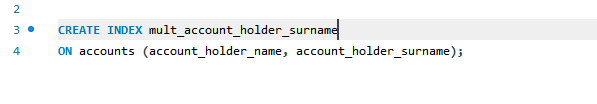 2
3 CREATE INDEX mult_account_holder_surname
4 ON accounts (account_holder_name, account_holder_surname);